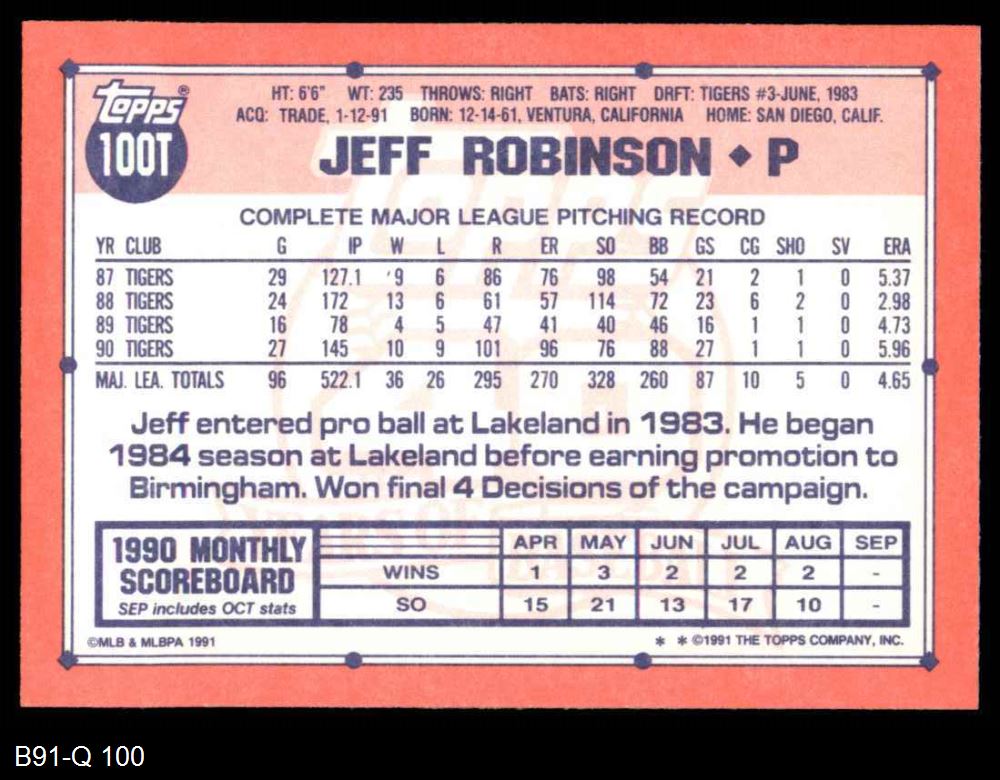 Topps®
100T
HT: 6'6" WT: 235 THROWS: RIGHT BATS: RIGHT DRFT: TIGERS #3-JUNE, 1983
ACQ: TRADE, 1-12-91 BORN: 12-14-61, VENTURA, CALIFORNIA HOME: SAN DIEGO, CALIF.
JEFF ROBINSON ◆ P
COMPLETE MAJOR LEAGUE PITCHING RECORD
YR CLUB G IP W L R ER SO BB GS CG SHO SV ERA
87 TIGERS 29 127.1 9 6 86 76 98 54 21 2 1 0 5.37
88 TIGERS 24 172 13 6 61 57 114 72 23 6 2 0 2.98
89 TIGERS 16 78 4 5 47 41 40 46 16 1 1 0 4.73
90 TIGERS 27 145 10 9 101 96 76 88 27 1 1 0 5.96
MAJ. LEA. TOTALS 96 522.1 36 26 295 270 328 260 87 10 5 0 4.65
Jeff entered pro ball at Lakeland in 1983. He began
1984 season at Lakeland before earning promotion to
Birmingham. Won final 4 Decisions of the campaign.
1990 MONTHLY
SCOREBOARD
SEP includes OCT stats
APR MAY JUN JUL AUG SEP
WINS 1 3 2 2 2 -
SO 15 21 13 17 10 -
©MLB & MLBPA 1991
* * ©1991 THE TOPPS COMPANY, INC.
B91-Q 100